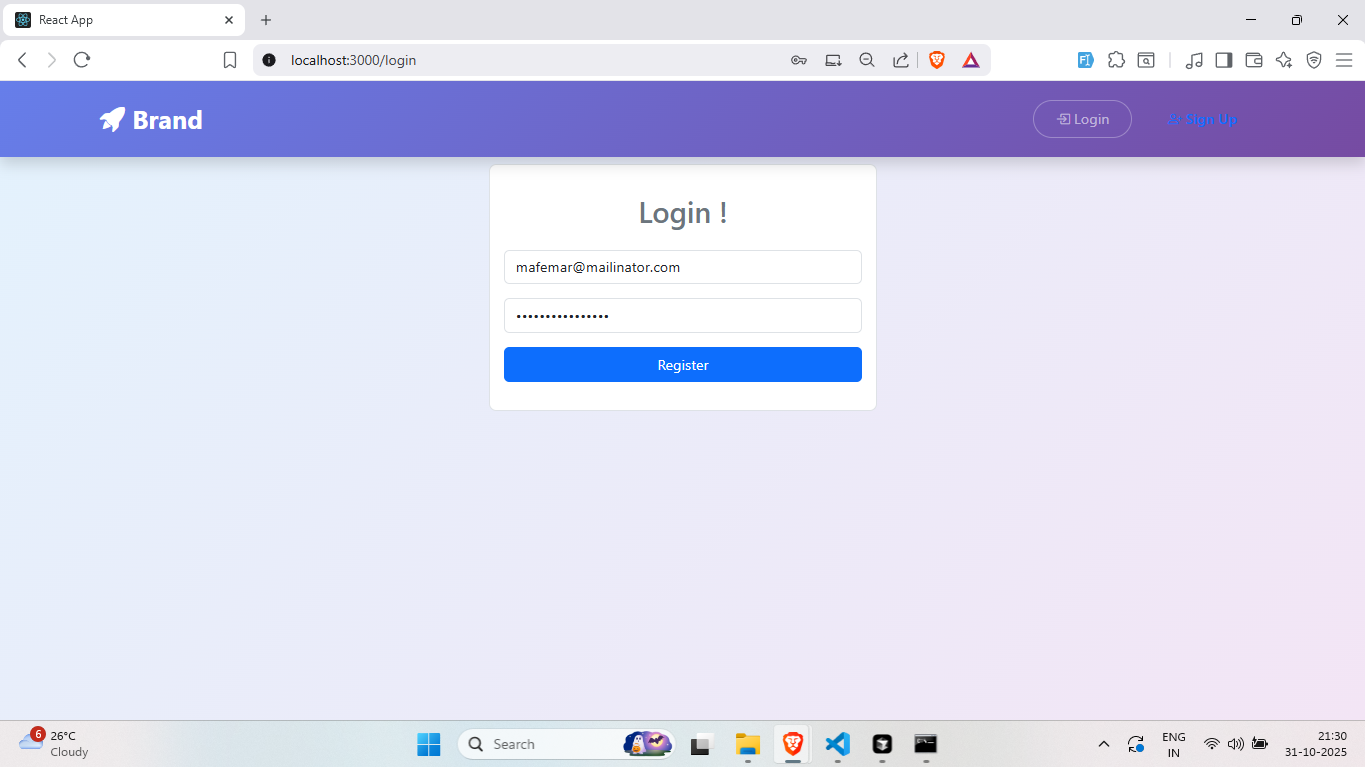 React App
localhost:3000/login
Brand
Login
Sign Up
Login !
mafemar@mailinator.com
••••••••••••••••
Register
6
26°C
Cloudy
Search
ENG
IN
21:30
31-10-2025